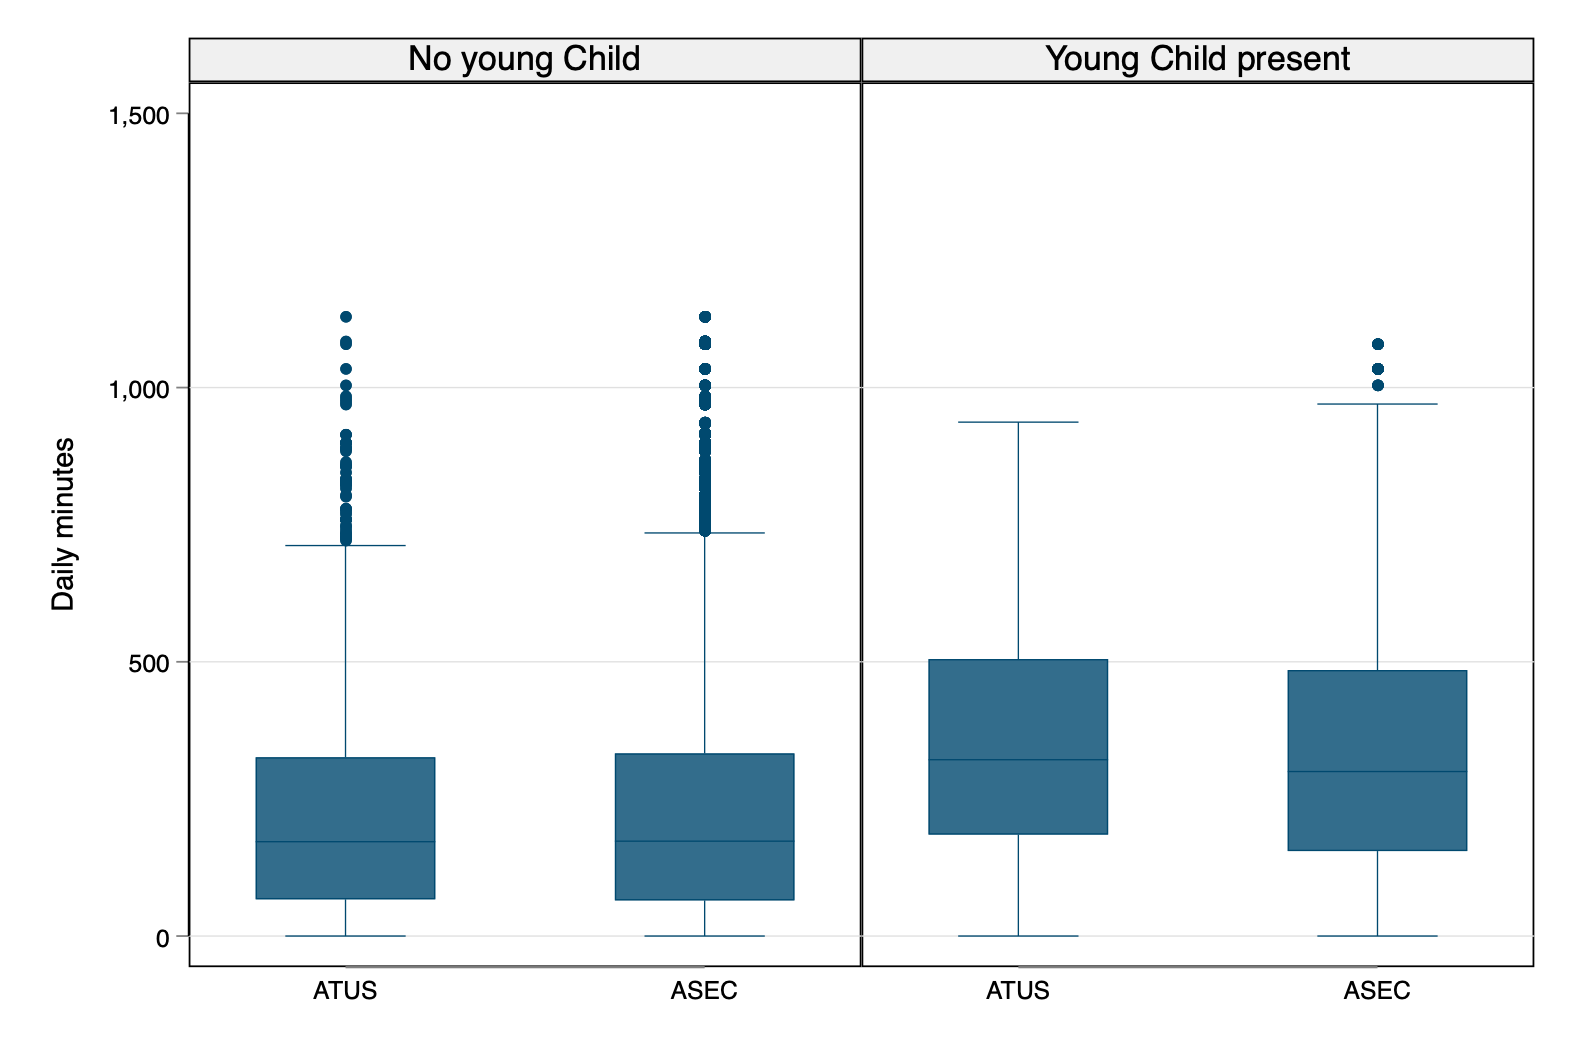 No young Child
Young Child present
1,500
1,000
500
0
Daily minutes
ATUS
ASEC
ATUS
ASEC